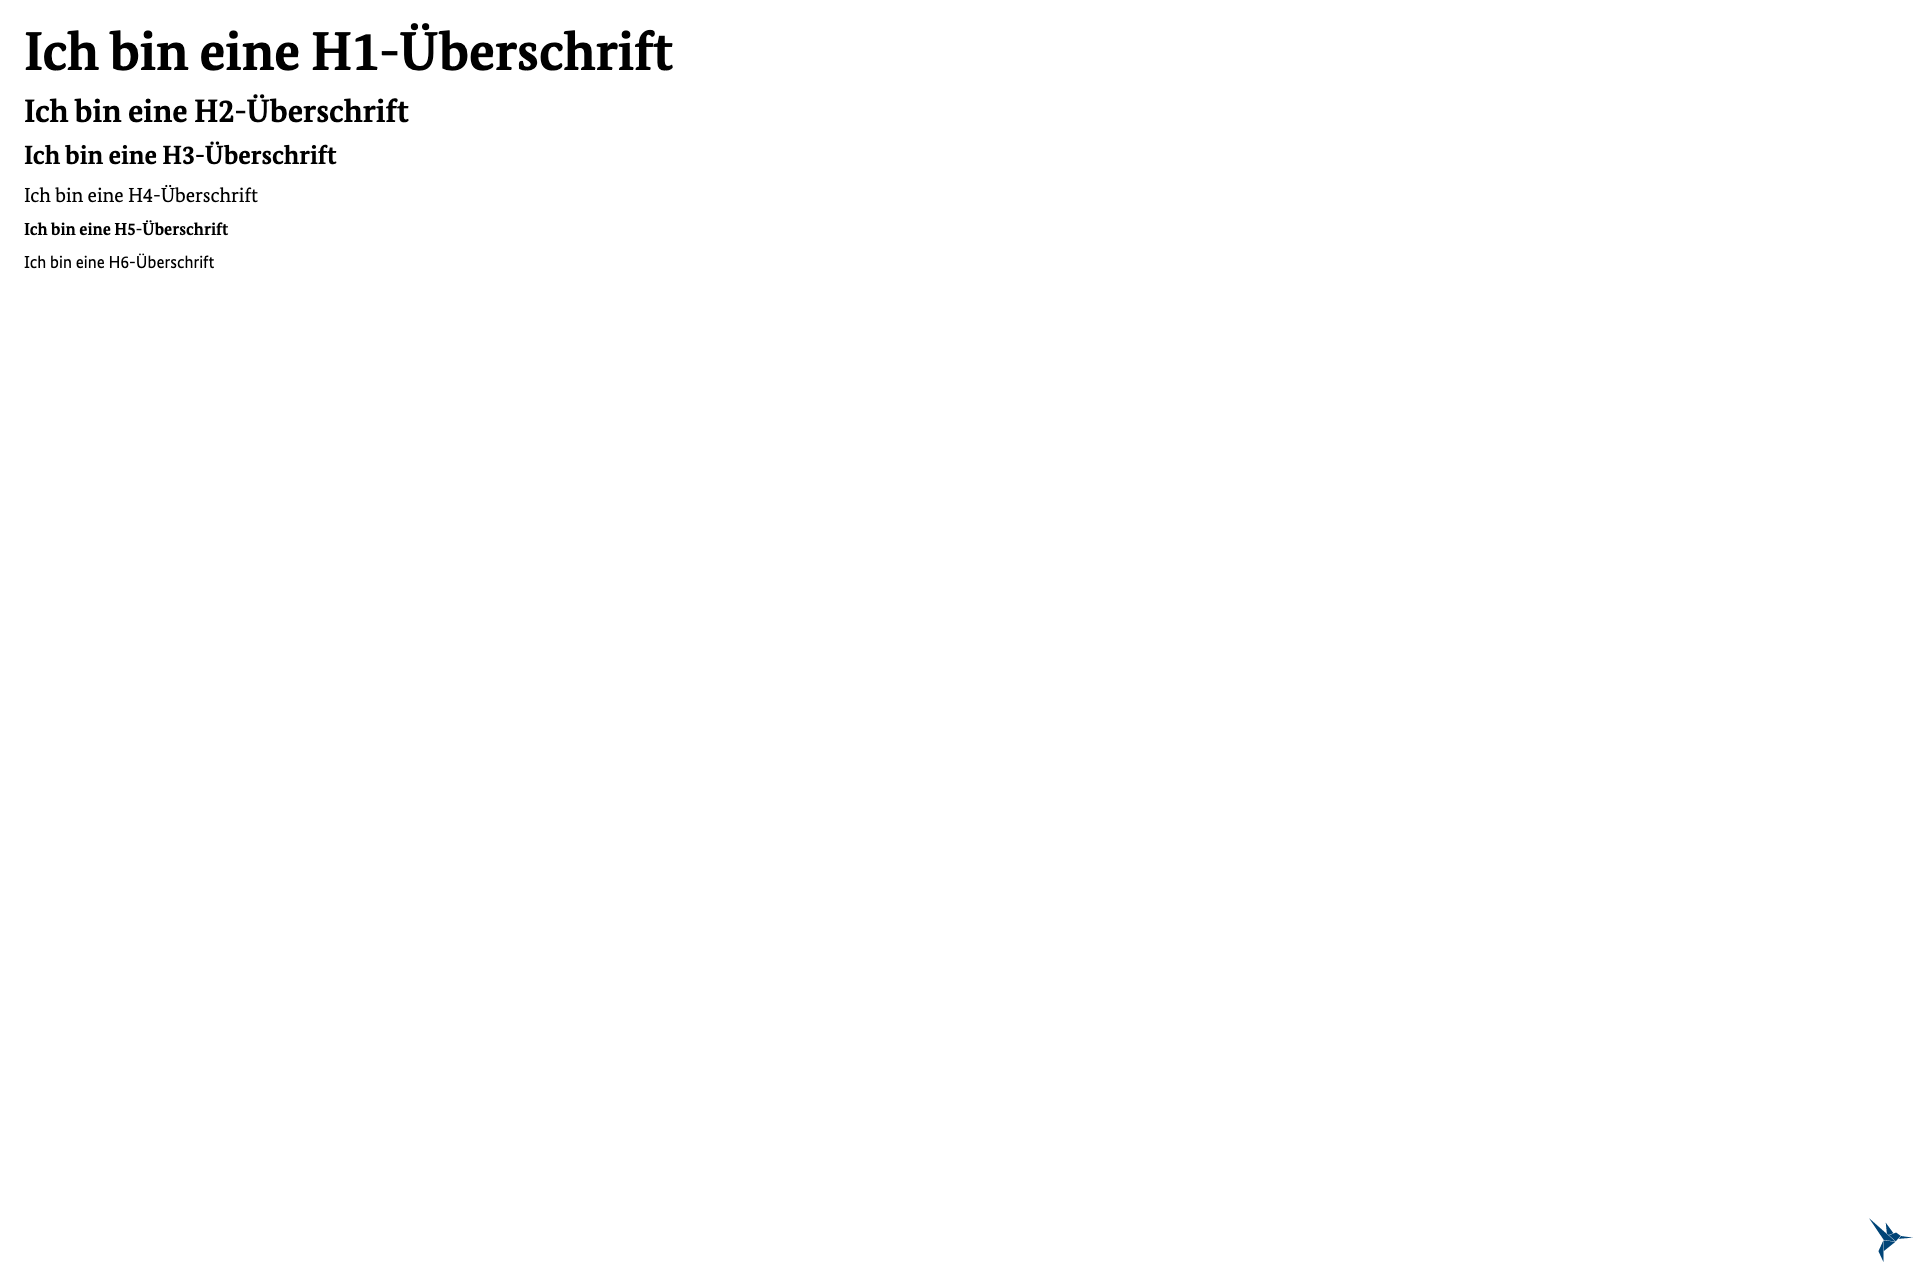 Ich bin eine H1-Überschrift
Ich bin eine H2-Überschrift
Ich bin eine H3-Überschrift
Ich bin eine H4-Überschrift
Ich bin eine H5-Überschrift
Ich bin eine H6-Überschrift